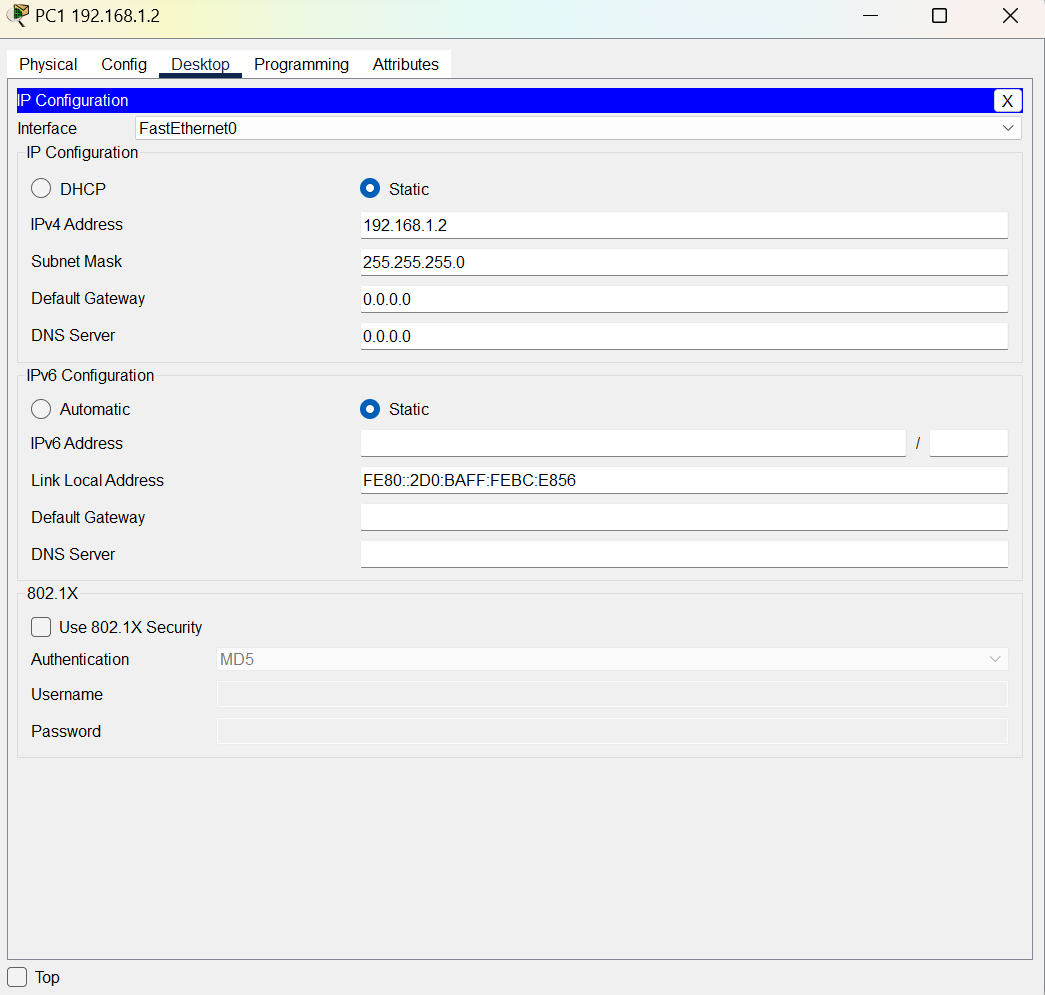 PC1 192.168.1.2
Physical Config Desktop Programming Attributes
IP Configuration X
Interface FastEthernet0
IP Configuration
DHCP Static
IPv4 Address 192.168.1.2
Subnet Mask 255.255.255.0
Default Gateway 0.0.0.0
DNS Server 0.0.0.0
IPv6 Configuration
Automatic Static
IPv6 Address /
Link Local Address FE80::2D0:BAFF:FEBC:E856
Default Gateway
DNS Server
802.1X
Use 802.1X Security
Authentication MD5
Username
Password
Top